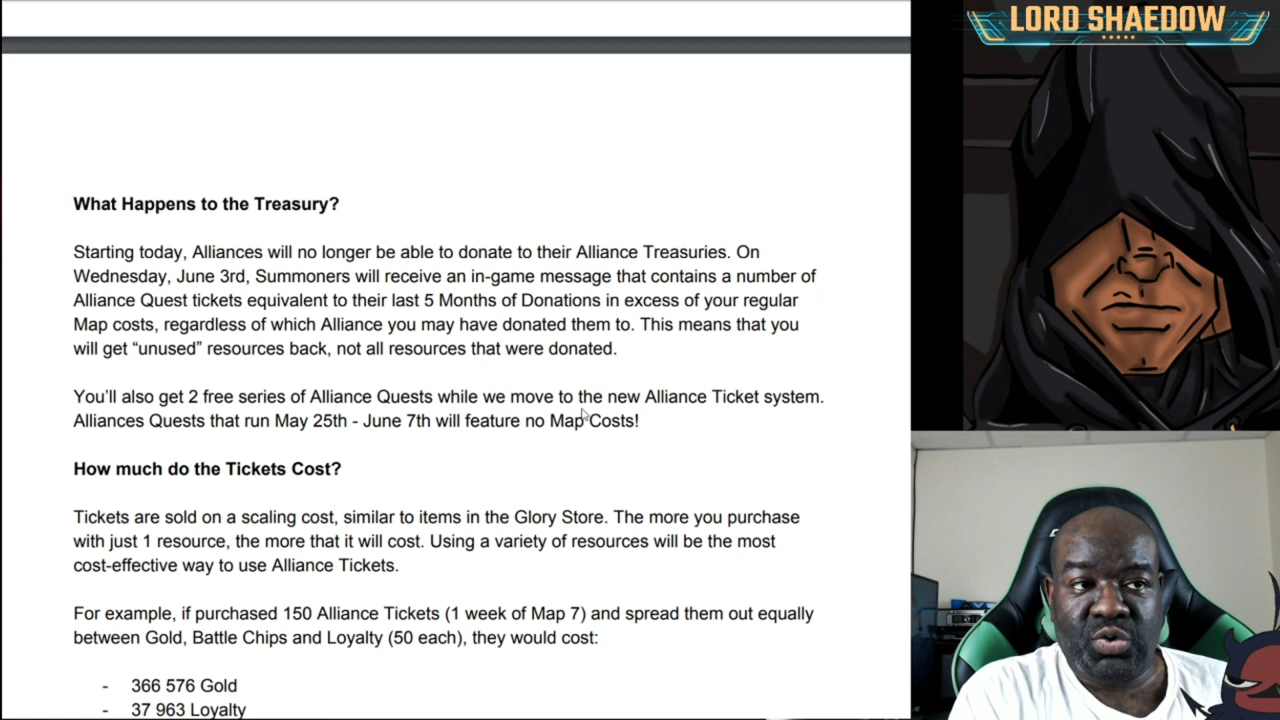 LORD SHAEDOW
What Happens to the Treasury?
Starting today, Alliances will no longer be able to donate to their Alliance Treasuries. On
Wednesday, June 3rd, Summoners will receive an in-game message that contains a number of
Alliance Quest tickets equivalent to their last 5 Months of Donations in excess of your regular
Map costs, regardless of which Alliance you may have donated them to. This means that you
will get “unused” resources back, not all resources that were donated.
You’ll also get 2 free series of Alliance Quests while we move to the new Alliance Ticket system.
Alliances Quests that run May 25th - June 7th will feature no Map Costs!
How much do the Tickets Cost?
Tickets are sold on a scaling cost, similar to items in the Glory Store. The more you purchase
with just 1 resource, the more that it will cost. Using a variety of resources will be the most
cost-effective way to use Alliance Tickets.
For example, if purchased 150 Alliance Tickets (1 week of Map 7) and spread them out equally
between Gold, Battle Chips and Loyalty (50 each), they would cost:
- 366 576 Gold
- 37 963 Loyalty